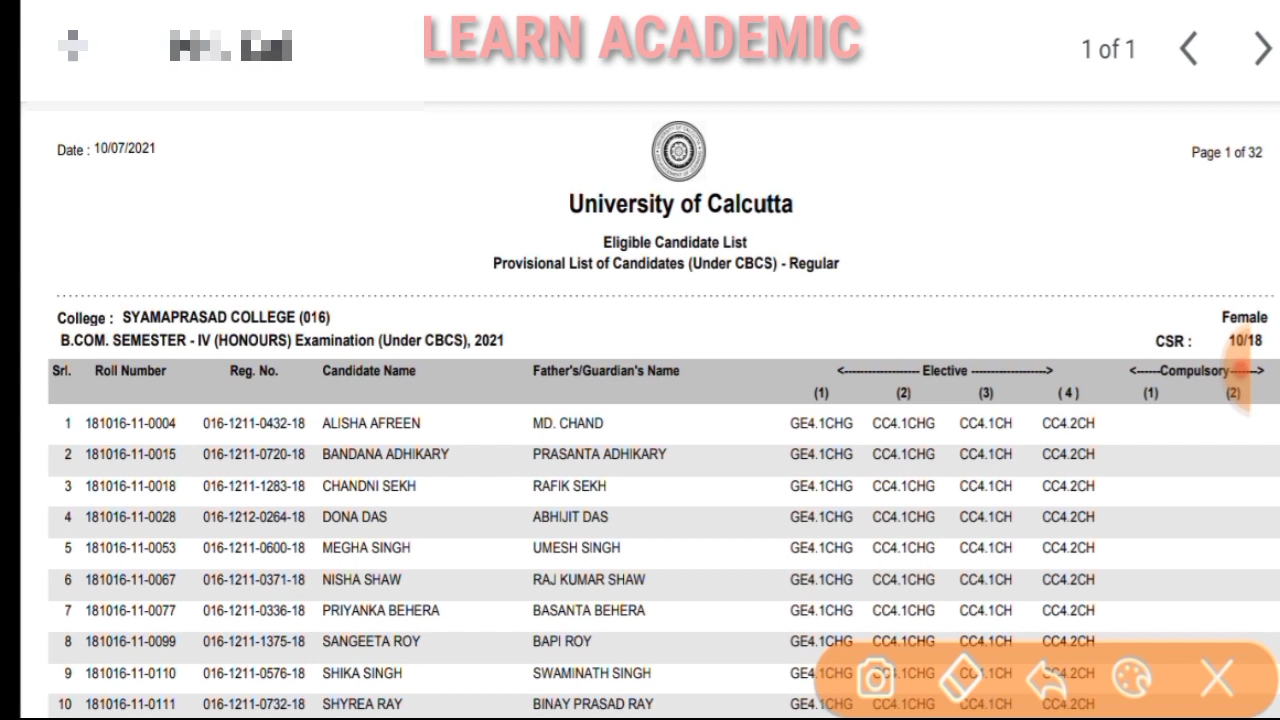 LEARN ACADEMIC
1 of 1
Date : 10/07/2021
Page 1 of 32
University of Calcutta
Eligible Candidate List
Provisional List of Candidates (Under CBCS) - Regular
College : SYAMAPRASAD COLLEGE (016)
Female
B.COM. SEMESTER - IV (HONOURS) Examination (Under CBCS), 2021
CSR : 10/18
Srl. Roll Number Reg. No. Candidate Name Father's/Guardian's Name <------------------- Elective -------------------> <------Compulsory------>
(1) (2) (3) (4) (1) (2)
1 181016-11-0004 016-1211-0432-18 ALISHA AFREEN MD. CHAND GE4.1CHG CC4.1CHG CC4.1CH CC4.2CH
2 181016-11-0015 016-1211-0720-18 BANDANA ADHIKARY PRASANTA ADHIKARY GE4.1CHG CC4.1CHG CC4.1CH CC4.2CH
3 181016-11-0018 016-1211-1283-18 CHANDNI SEKH RAFIK SEKH GE4.1CHG CC4.1CHG CC4.1CH CC4.2CH
4 181016-11-0028 016-1212-0264-18 DONA DAS ABHIJIT DAS GE4.1CHG CC4.1CHG CC4.1CH CC4.2CH
5 181016-11-0053 016-1211-0600-18 MEGHA SINGH UMESH SINGH GE4.1CHG CC4.1CHG CC4.1CH CC4.2CH
6 181016-11-0067 016-1211-0371-18 NISHA SHAW RAJ KUMAR SHAW GE4.1CHG CC4.1CHG CC4.1CH CC4.2CH
7 181016-11-0077 016-1211-0336-18 PRIYANKA BEHERA BASANTA BEHERA GE4.1CHG CC4.1CHG CC4.1CH CC4.2CH
8 181016-11-0099 016-1211-1375-18 SANGEETA ROY BAPI ROY GE4.1CHG CC4.1CHG CC4.1CH CC4.2CH
9 181016-11-0110 016-1211-0576-18 SHIKA SINGH SWAMINATH SINGH GE4.1CHG CC4.1CHG CC4.1CH CC4.2CH
10 181016-11-0111 016-1211-0732-18 SHYREA RAY BINAY PRASAD RAY GE4.1CHG CC4.1CHG CC4.1CH CC4.2CH